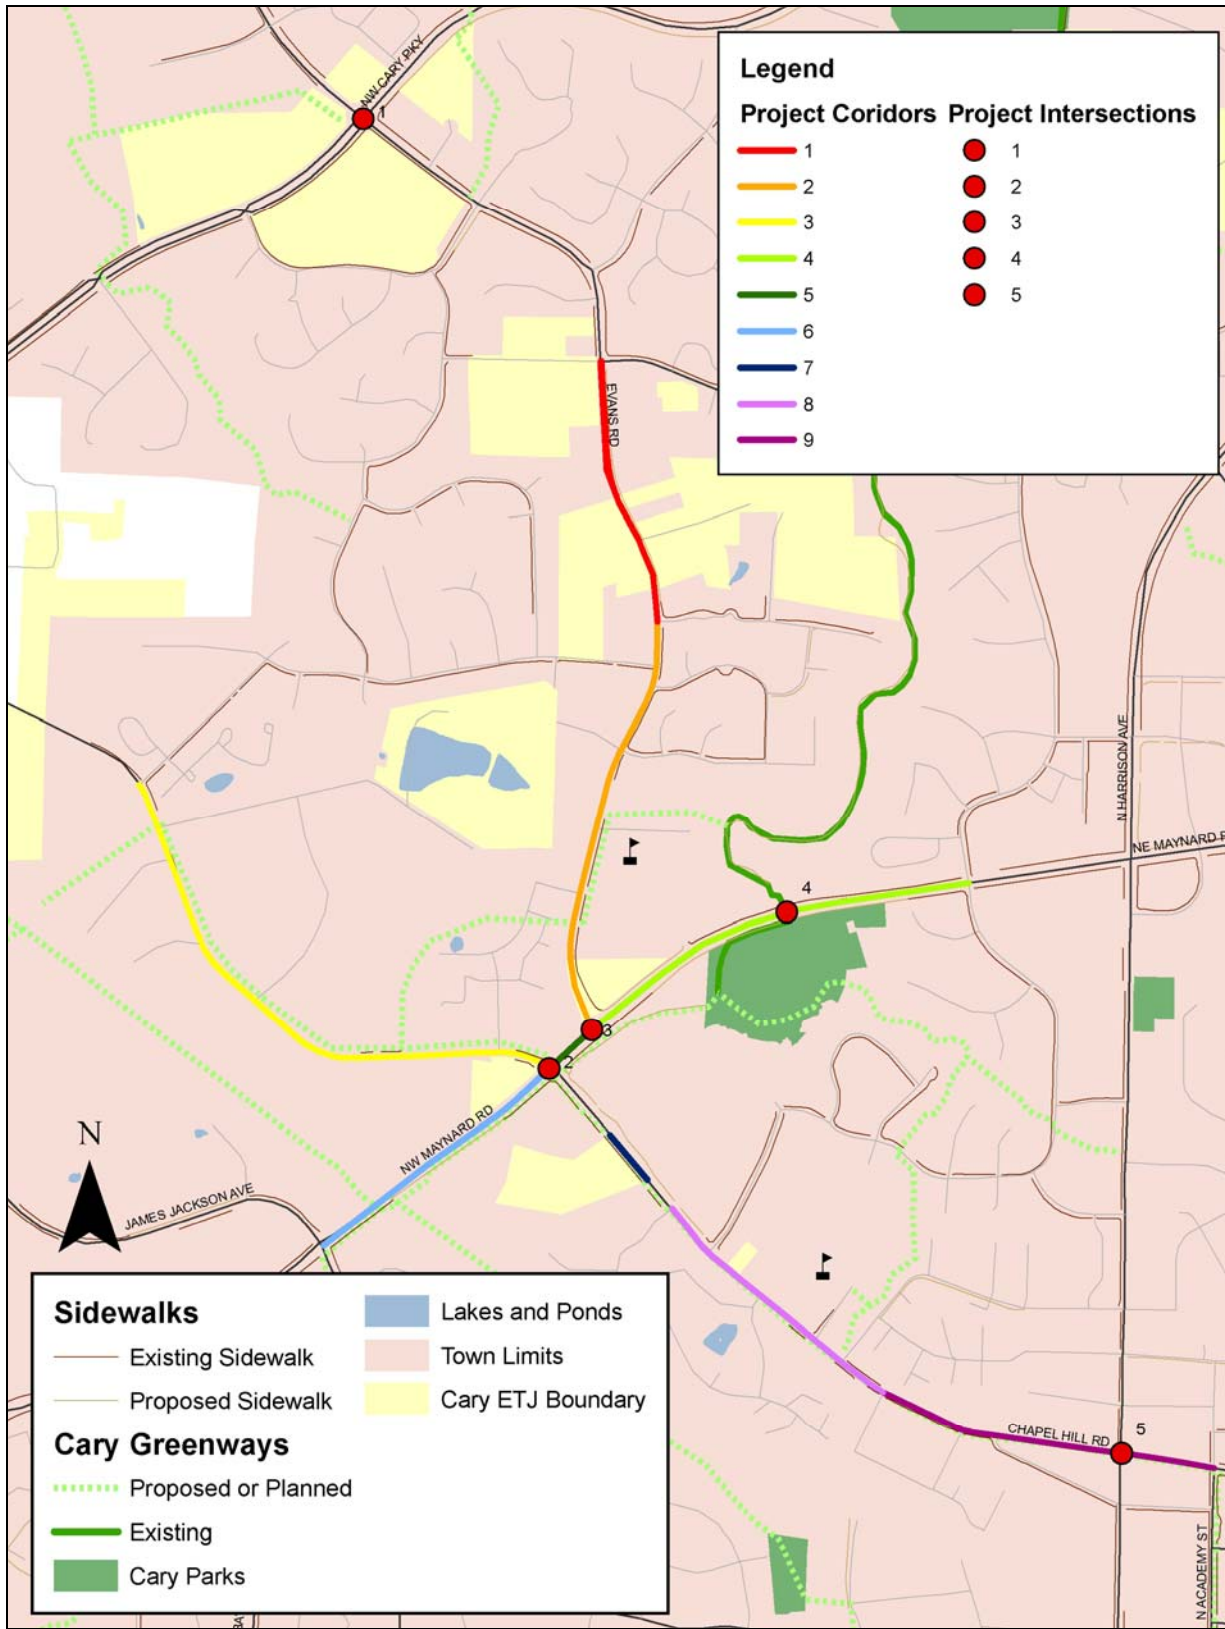 NW CARY PKY
1
Legend
Project Coridors Project Intersections
1 1
2 2
3 3
4 4
5 5
6
7
8
9
EVANS RD
N HARRISON AVE
NE MAYNARD
4
3
2
NW MAYNARD RD
N
JAMES JACKSON AVE
CHAPEL HILL RD
5
N ACADEMY ST
Sidewalks
Existing Sidewalk
Proposed Sidewalk
Cary Greenways
Proposed or Planned
Existing
Cary Parks
Lakes and Ponds
Town Limits
Cary ETJ Boundary